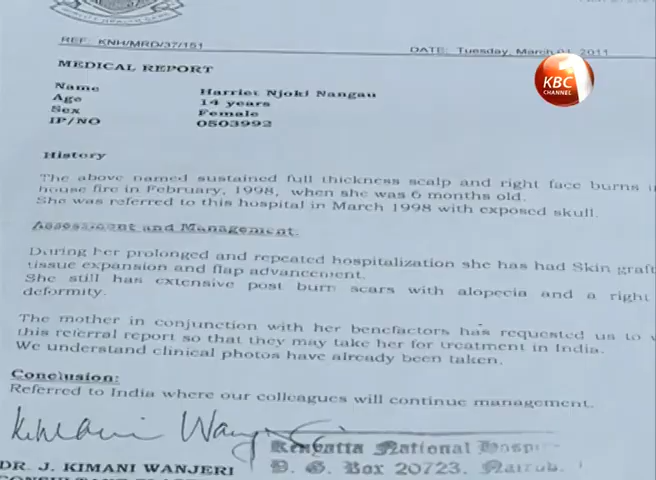 REF: KNH/MRD/37/151
DATE: Tuesday, March 01, 2011
KBC
CHANNEL 1
MEDICAL REPORT
Name Harriet Njoki Nangau
Age 14 years
Sex Female
IP/NO 0503992
History
The above named sustained full thickness scalp and right face burns
house fire in February, 1998, when she was 6 months old.
She was referred to this hospital in March 1998 with exposed skull.
Assessment and Management.
During her prolonged and repeated hospitalization she has had Skin graft
tissue expansion and flap advancement.
She still has extensive post burn scars with alopecia and a right
deformity.
The mother in conjunction with her benefactors has requested us to
this referral report so that they may take her for treatment in India.
We understand clinical photos have already been taken.
Conclusion:
Referred to India where our colleagues will continue management.
Kimani Wanjeri
Kenyatta National Hosp
DR. J. KIMANI WANJERI
P. O. Box 20723, Nairob